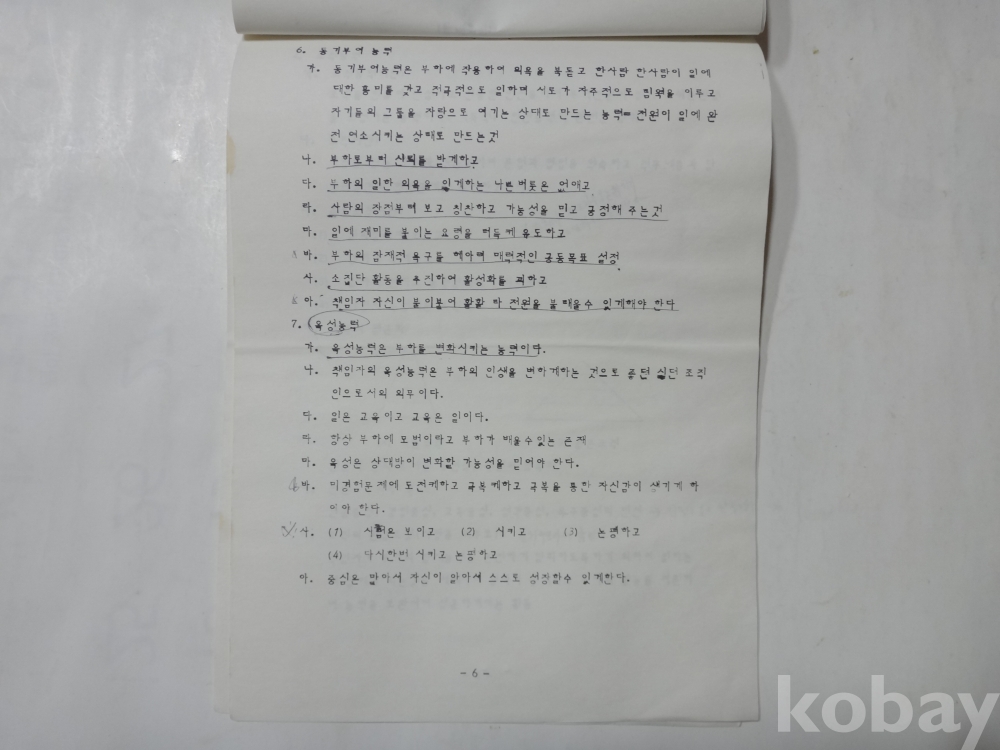 6. 동기부여능력
가. 동기부여능력은 부하에 작용하여 의욕을 북돋고 한사람 한사람이 일에
대한 흥미를 갖고 적극적으로 임하며 서로가 자주적으로 팀웍을 이루고
자기들의 그룹을 자랑으로 여기는 상태로 만드는 능력 전원이 일에 완
전 연소시키는 상태로 만드는것
나. 부하로부터 신뢰를 받게하고
다. 부하의 일한 의욕을 잃게하는 나쁜버릇은 없애고
라. 사람의 장점부터 보고 칭찬하고 가능성을 믿고 긍정해 주는것
마. 일에 재미를 붙이는 요령을 터득케 유도하고
바. 부하의 잠재적 욕구를 헤아려 매력적인 공동목표 설정
사. 소집단 활동을 추진하여 활성화를 꾀하고
아. 책임자 자신이 불이붙어 활활 타 전원을 불태울수 있게해야 한다
7. 육성능력
가. 육성능력은 부하를 변화시키는 능력이다.
나. 책임자의 육성능력은 부하의 인생을 변하게하는 것으로 조직
인으로서의 의무이다.
다. 일은 교육이고 교육은 일이다.
라. 항상 부하에 모범이라고 부하가 배울수있는 존재
마. 육성은 상대방이 변화할 가능성을 믿어야 한다.
바. 미경험문제에 도전케하고 극복케하고 극복을 통한 자신감이 생기게 하
이야 한다.
사. (1) 시범은 보이고 (2) 시키고 (3) 논평하고
(4) 다시한번 시키고 논평하고
아. 중심은 맡아서 자신이 알아서 스스로 성장할수 있게한다.
- 6 -
kobay